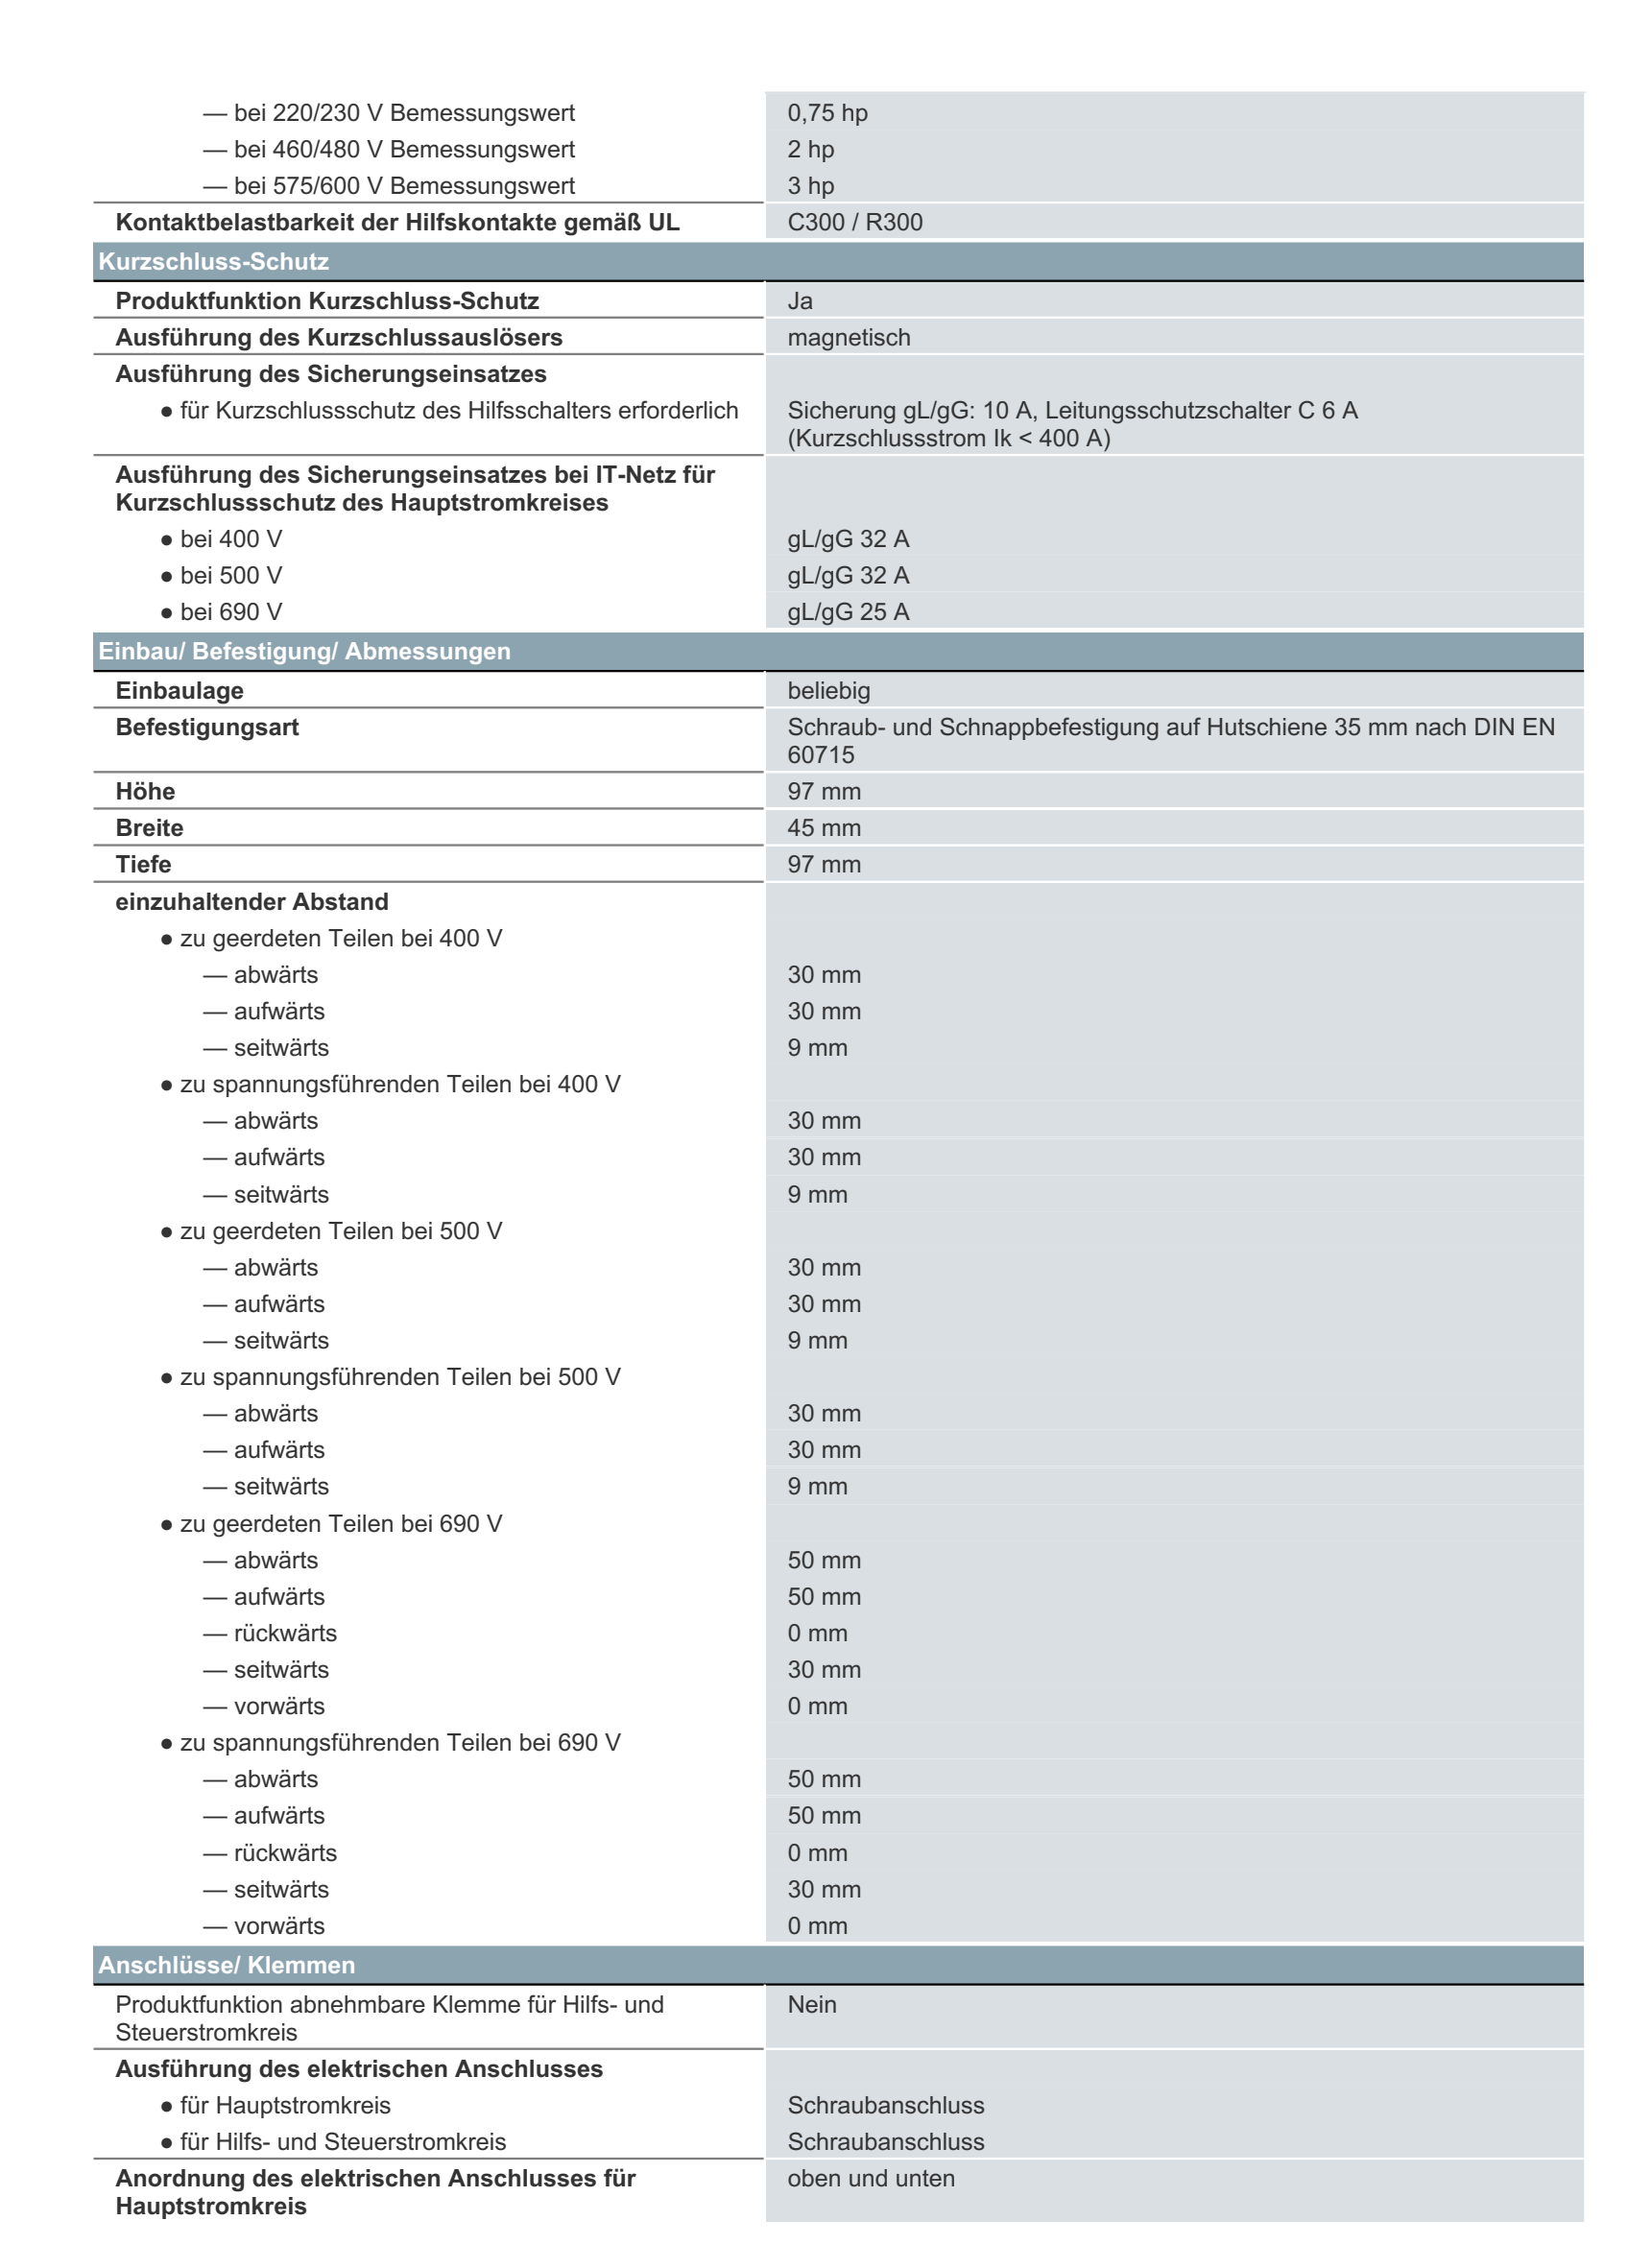 — bei 220/230 V Bemessungswert 0,75 hp
— bei 460/480 V Bemessungswert 2 hp
— bei 575/600 V Bemessungswert 3 hp
Kontaktbelastbarkeit der Hilfskontakte gemäß UL C300 / R300
Kurzschluss-Schutz
Produktfunktion Kurzschluss-Schutz Ja
Ausführung des Kurzschlussauslösers magnetisch
Ausführung des Sicherungseinsatzes
● für Kurzschlussschutz des Hilfsschalters erforderlich Sicherung gL/gG: 10 A, Leitungsschutzschalter C 6 A
(Kurzschlussstrom Ik < 400 A)
Ausführung des Sicherungseinsatzes bei IT-Netz für
Kurzschlussschutz des Hauptstromkreises
● bei 400 V gL/gG 32 A
● bei 500 V gL/gG 32 A
● bei 690 V gL/gG 25 A
Einbau/ Befestigung/ Abmessungen
Einbaulage beliebig
Befestigungsart Schraub- und Schnappbefestigung auf Hutschiene 35 mm nach DIN EN
60715
Höhe 97 mm
Breite 45 mm
Tiefe 97 mm
einzuhaltender Abstand
● zu geerdeten Teilen bei 400 V
— abwärts 30 mm
— aufwärts 30 mm
— seitwärts 9 mm
● zu spannungsführenden Teilen bei 400 V
— abwärts 30 mm
— aufwärts 30 mm
— seitwärts 9 mm
● zu geerdeten Teilen bei 500 V
— abwärts 30 mm
— aufwärts 30 mm
— seitwärts 9 mm
● zu spannungsführenden Teilen bei 500 V
— abwärts 30 mm
— aufwärts 30 mm
— seitwärts 9 mm
● zu geerdeten Teilen bei 690 V
— abwärts 50 mm
— aufwärts 50 mm
— rückwärts 0 mm
— seitwärts 30 mm
— vorwärts 0 mm
● zu spannungsführenden Teilen bei 690 V
— abwärts 50 mm
— aufwärts 50 mm
— rückwärts 0 mm
— seitwärts 30 mm
— vorwärts 0 mm
Anschlüsse/ Klemmen
Produktfunktion abnehmbare Klemme für Hilfs- und Nein
Steuerstromkreis
Ausführung des elektrischen Anschlusses
● für Hauptstromkreis Schraubanschluss
● für Hilfs- und Steuerstromkreis Schraubanschluss
Anordnung des elektrischen Anschlusses für oben und unten
Hauptstromkreis